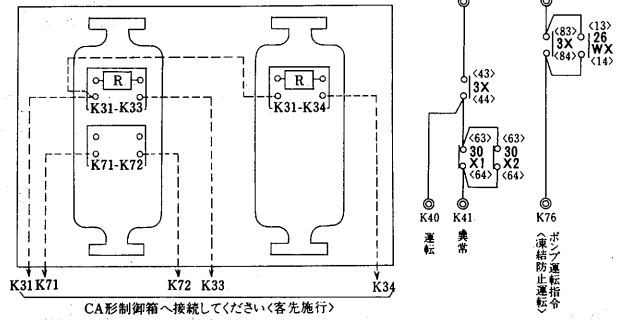 R
K31-K33
K71-K72
R
K31-K34
K31 K71
K72
K33
K34
CA形制御箱へ接続してください〈客先施行〉
<43>
3X
<44>
<63>
30
X1
<64>
<63>
30
X2
<64>
K40
運転
K41
異常
<83>
3X
<84>
<13>
26
WX
<14>
K76
ポンプ運転指令
〈凍結防止運転〉